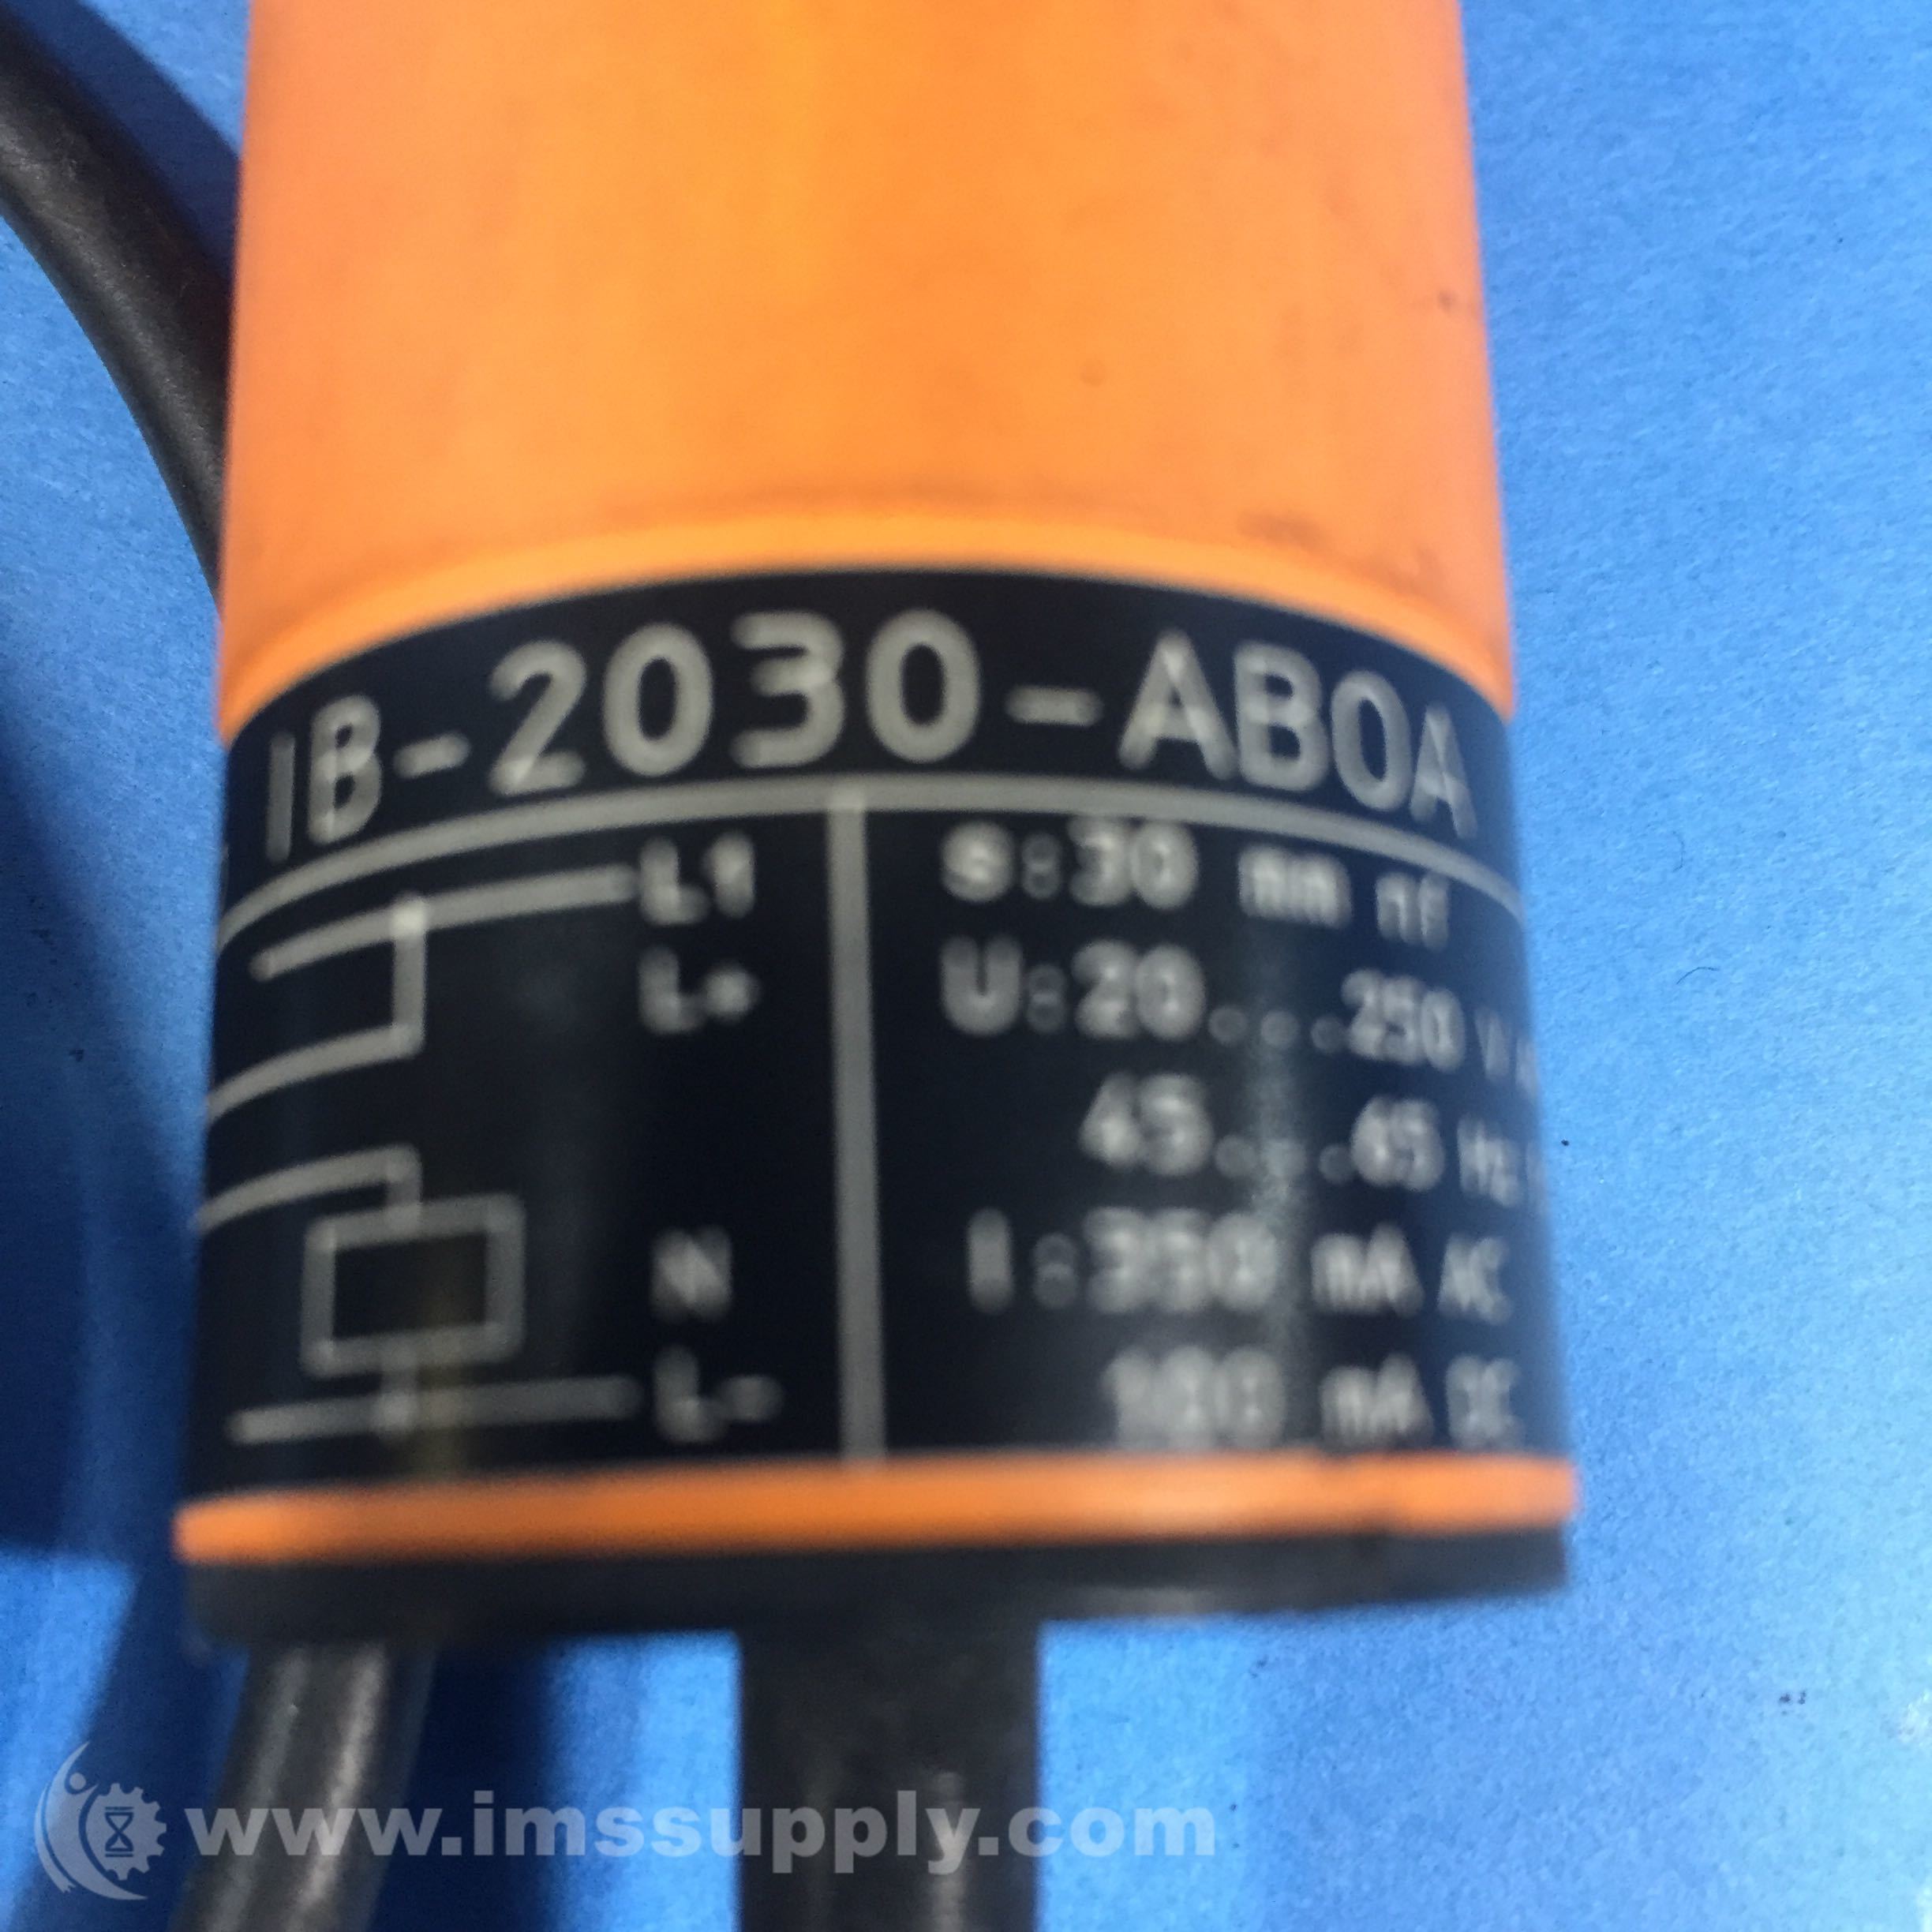 IB-2030-ABOA
L1
L+
N
L-
s:30 mm nf
U:20...250 V
45...65 Hz
I:350 mA AC
100 mA DC
www.imssupply.com